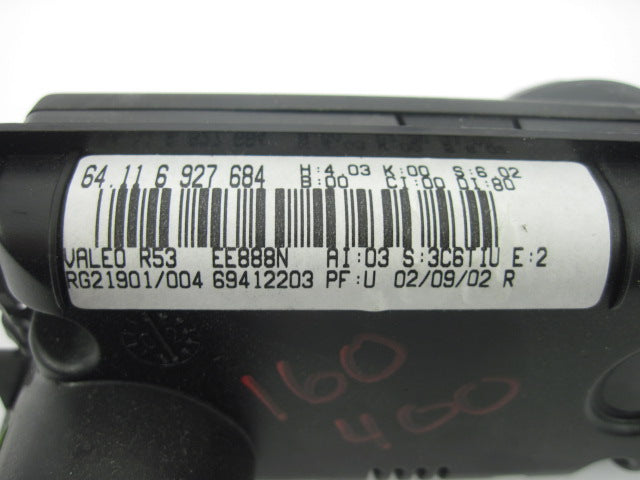 64.11 6 927 684 H:4.03 K:00 S:6.02
B:00 CI:00 DI:80
VALEO R53 EE888N AI:03 S:3C6TIU E:2
RG21901/004 69412203 PF:U 02/09/02 R
160
400